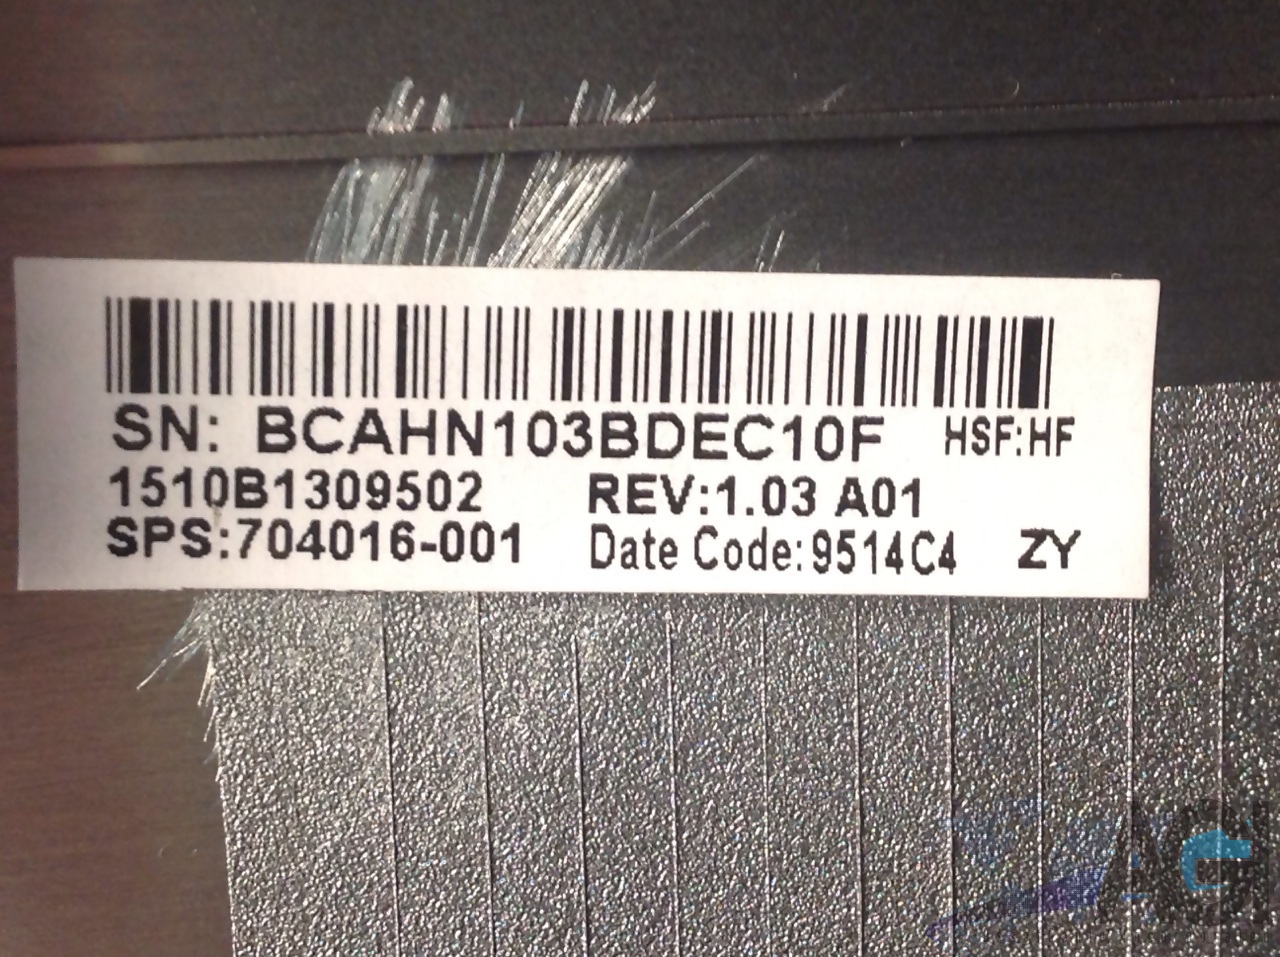 SN: BCAHN103BDEC10F HSF:HF
1510B1309502 REV:1.03 A01
SPS:704016-001 Date Code:9514C4 ZY